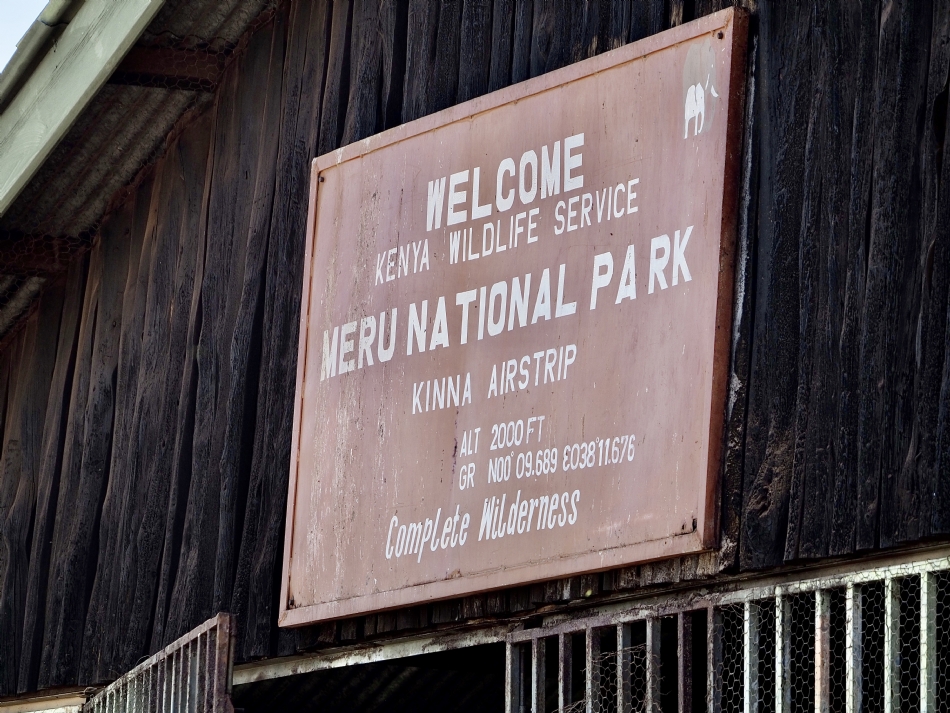 WELCOME
KENYA WILDLIFE SERVICE
MERU NATIONAL PARK
KINNA AIRSTRIP
ALT 2000 FT
GR N00° 09.689 E038° 11.676
Complete Wilderness